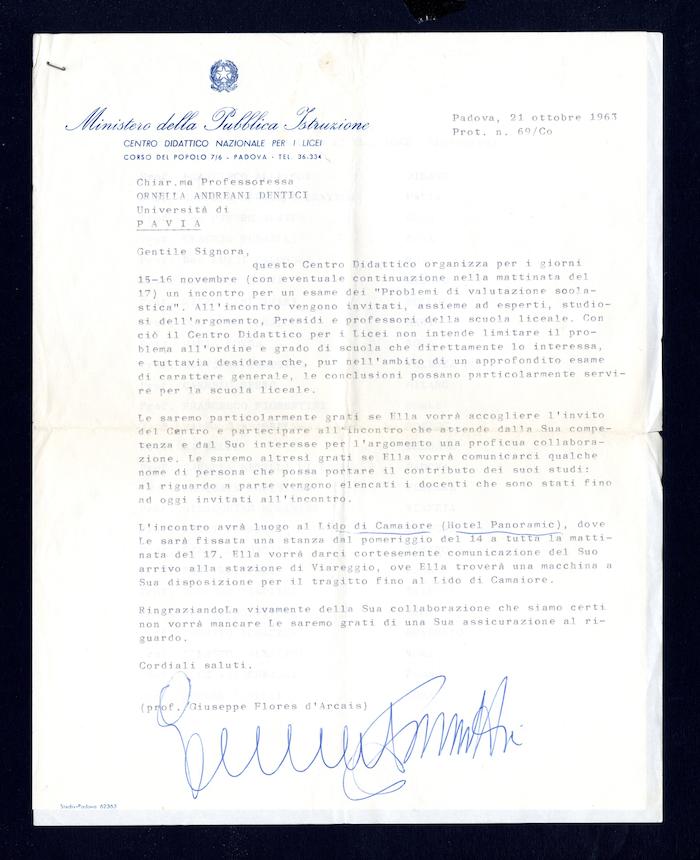 Ministero della Pubblica Istruzione
CENTRO DIDATTICO NAZIONALE PER I LICEI
CORSO DEL POPOLO 7/6 - PADOVA - TEL. 36.334
Padova, 21 ottobre 1963
Prot. n. 69/Co
Chiar.ma Professoressa
ORNELLA ANDREANI DENTICI
Università di
P A V I A
Gentile Signora,
questo Centro Didattico organizza per i giorni
15-16 novembre (con eventuale continuazione nella mattinata del
17) un incontro per un esame dei "Problemi di valutazione scola-
stica". All'incontro vengono invitati, assieme ad esperti, studio-
si dell'argomento, Presidi e professori della scuola liceale. Con
ciò il Centro Didattico per i Licei non intende limitare il pro-
blema all'ordine e grado di scuola che direttamente lo interessa,
e tuttavia desidera che, pur nell'ambito di un approfondito esame
di carattere generale, le conclusioni possano particolarmente servi-
re per la scuola liceale.
Le saremo particolarmente grati se Ella vorrà accogliere l'invito
del Centro e partecipare all'incontro che attende dalla Sua compe-
tenza e dal Suo interesse per l'argomento una proficua collabora-
zione. Le saremo altresì grati se Ella vorrà comunicarci qualche
nome di persona che possa portare il contributo dei suoi studi:
al riguardo a parte vengono elencati i docenti che sono stati fino
ad oggi invitati all'incontro.
L'incontro avrà luogo al Lido di Camaiore (Hotel Panoramic), dove
Le sarà fissata una stanza dal pomeriggio del 14 a tutta la matti-
nata del 17. Ella vorrà darci cortesemente comunicazione del Suo
arrivo alla stazione di Viareggio, ove Ella troverà una macchina a
Sua disposizione per il tragitto fino al Lido di Camaiore.
RingraziandoLa vivamente della Sua collaborazione che siamo certi
non vorrà mancare Le saremo grati di una Sua assicurazione al ri-
guardo.
Cordiali saluti.
(prof. Giuseppe Flores d'Arcais)
Stediv-Padova 62363